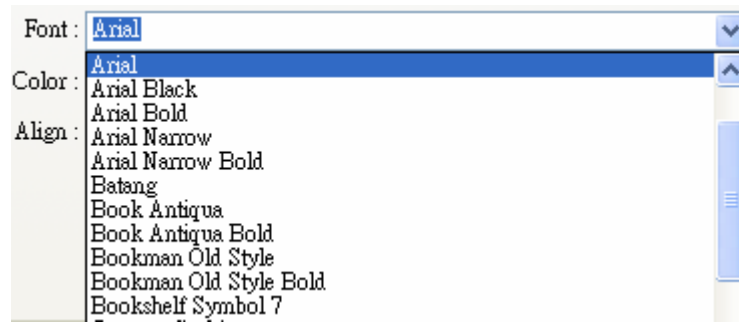 Font : Arial
Arial
Color :
Arial Black
Arial Bold
Align :
Arial Narrow
Arial Narrow Bold
Batang
Book Antiqua
Book Antiqua Bold
Bookman Old Style
Bookman Old Style Bold
Bookshelf Symbol 7